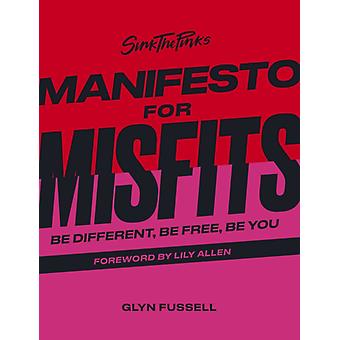 SinkThePinks
MANIFESTO
FOR
MISFITS
BE DIFFERENT, BE FREE, BE YOU
FOREWORD BY LILY ALLEN
GLYN FUSSELL